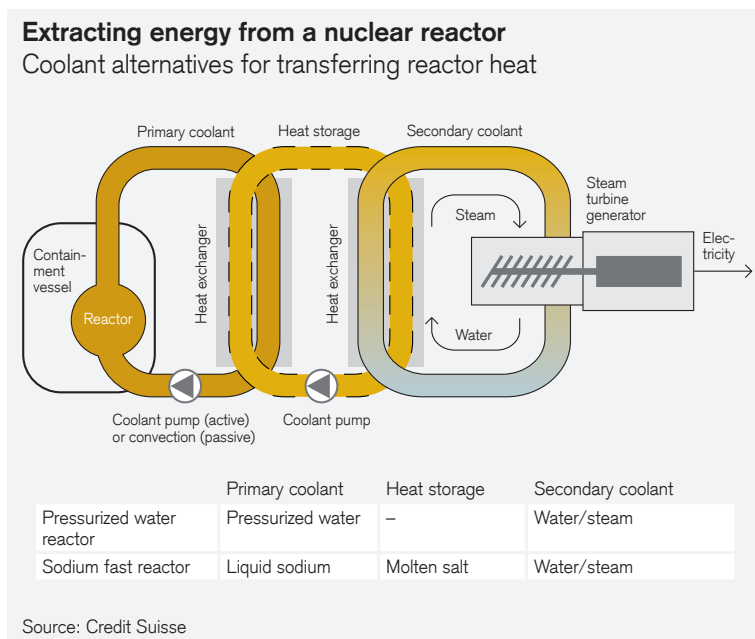 Extracting energy from a nuclear reactor
Coolant alternatives for transferring reactor heat
Primary coolant
Heat storage
Secondary coolant
Steam
turbine
generator
Steam
Elec-
tricity
Contain-
ment
vessel
Heat exchanger
Heat exchanger
Reactor
Water
Coolant pump (active)
or convection (passive)
Coolant pump
Primary coolant Heat storage Secondary coolant
Pressurized water
reactor
Pressurized water – Water/steam
Sodium fast reactor Liquid sodium Molten salt Water/steam
Source: Credit Suisse